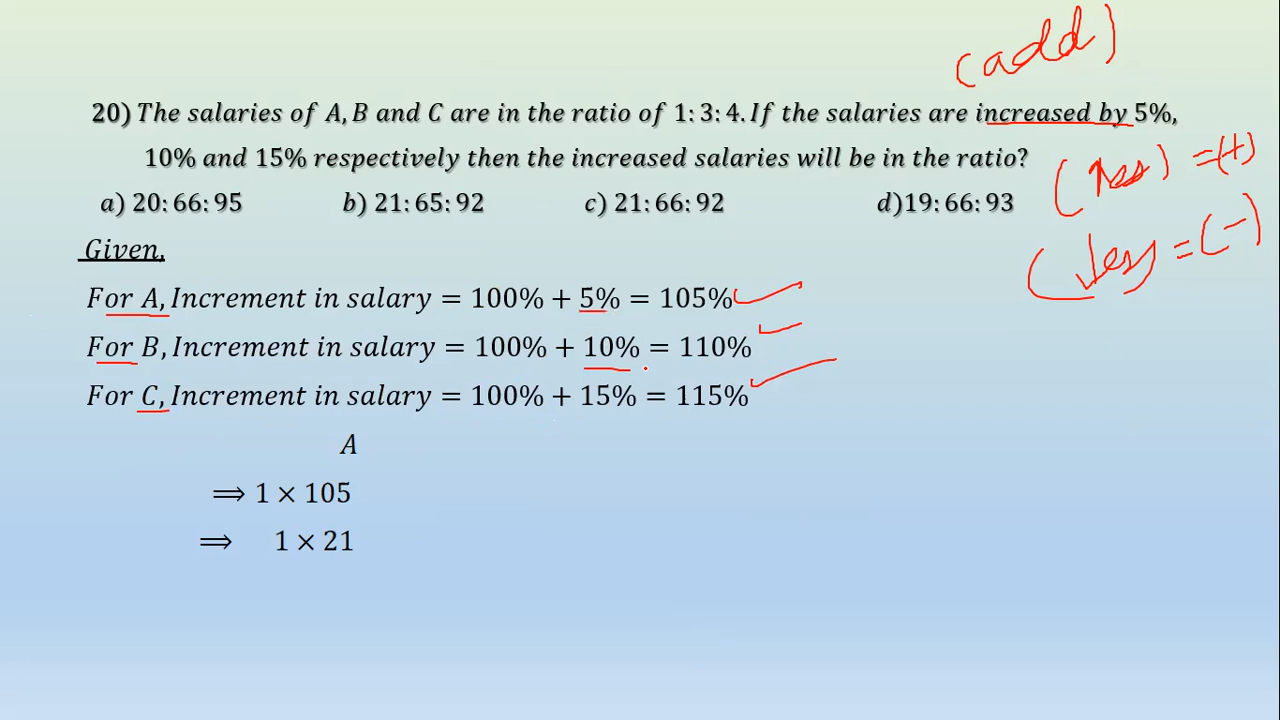 (add)
20) The salaries of A, B and C are in the ratio of 1: 3: 4. If the salaries are increased by 5%,
10% and 15% respectively then the increased salaries will be in the ratio?
= (+)
a) 20: 66: 95 b) 21: 65: 92 c) 21: 66: 92 d)19: 66: 93
(less = (-)
Given,
For A, Increment in salary = 100% + 5% = 105%
For B, Increment in salary = 100% + 10% = 110%
For C, Increment in salary = 100% + 15% = 115%
A
⟹ 1 × 105
⟹ 1 × 21